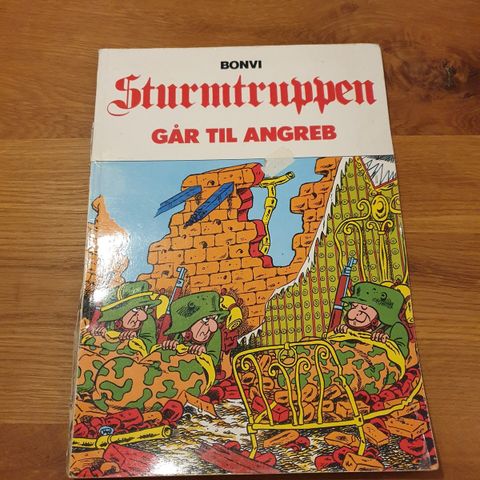 BONVI
Sturmtruppen
GÅR TIL ANGREB